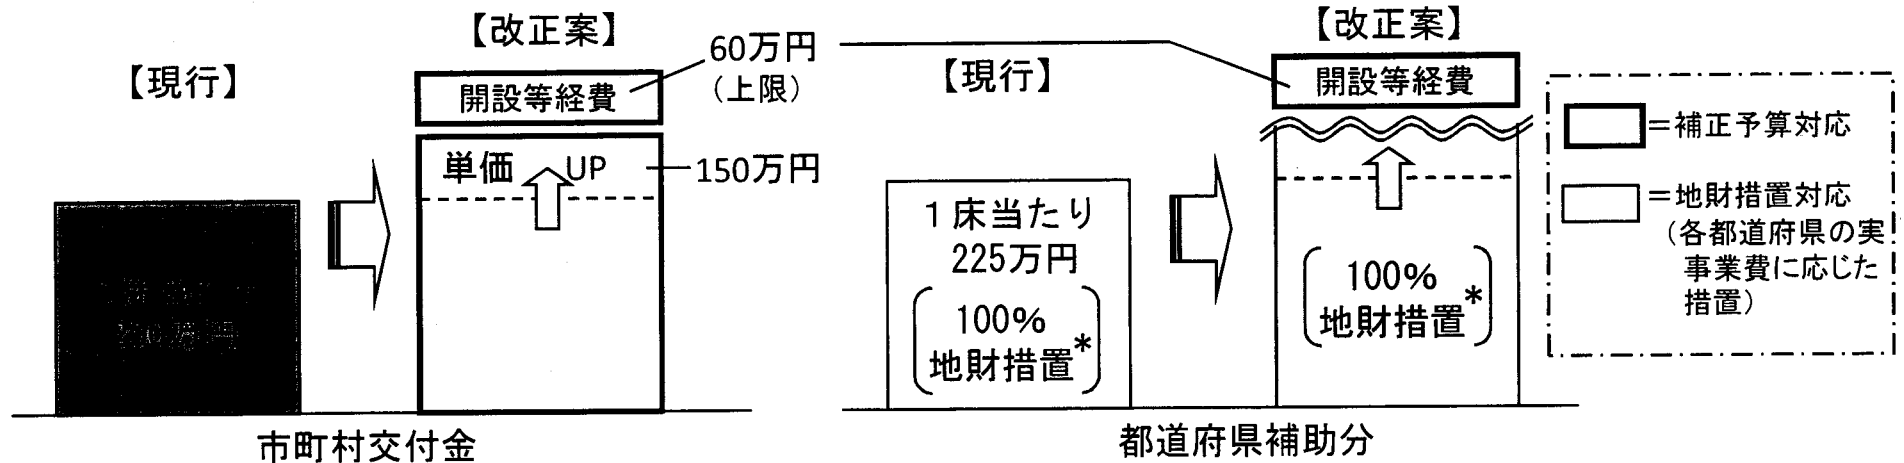 【現行】
【改正案】
開設等経費
60万円
（上限）
単価 UP
150万円
市町村交付金
【現行】
1床当たり
225万円
100%
地財措置*
【改正案】
開設等経費
100%
地財措置*
都道府県補助分
＝補正予算対応
＝地財措置対応
（各都道府県の実
事業費に応じた
措置）